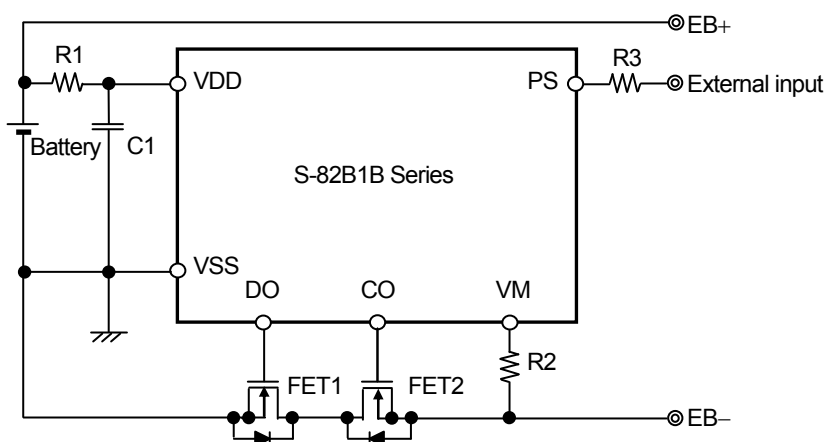 EB+
R1
R3
VDD
PS
External input
Battery
C1
S-82B1B Series
VSS
DO
CO
VM
R2
FET1
FET2
EB−